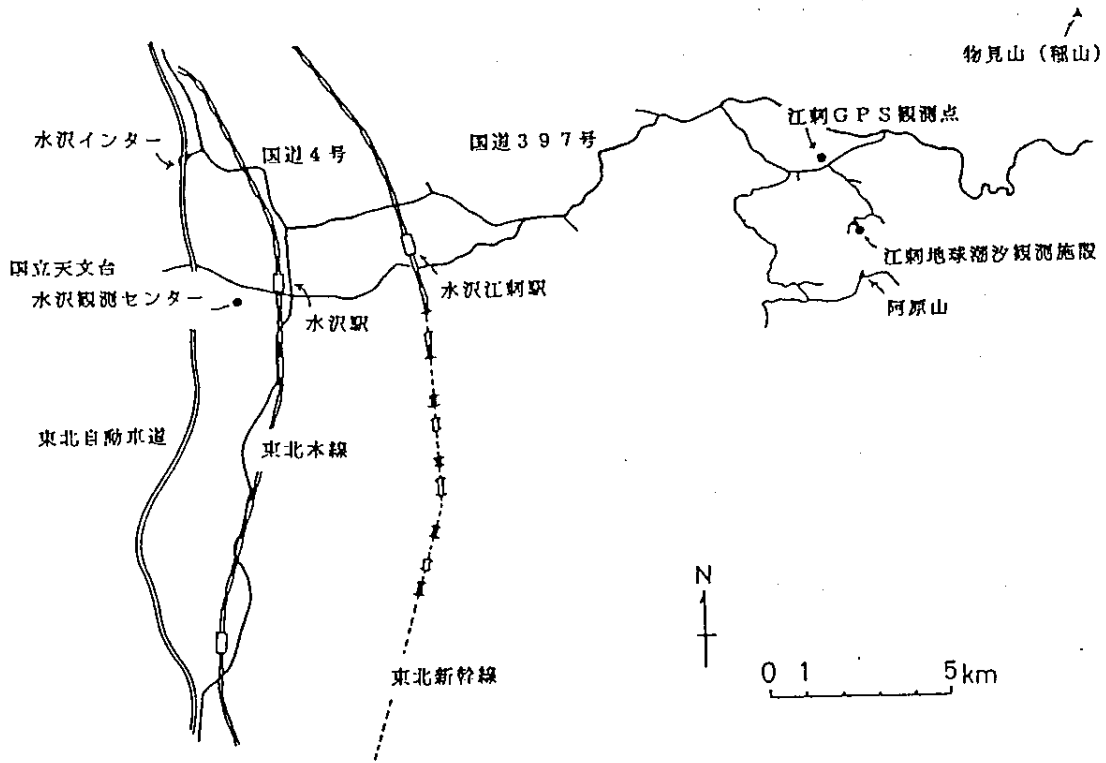 物見山（種山）
江刺ＧＰＳ観測点
水沢インター
国道４号
国道３９７号
江刺地球潮汐観測施設
国立天文台
水沢観測センター
水沢江刺駅
阿原山
水沢駅
東北自動車道
東北本線
N
0 1 5km
東北新幹線